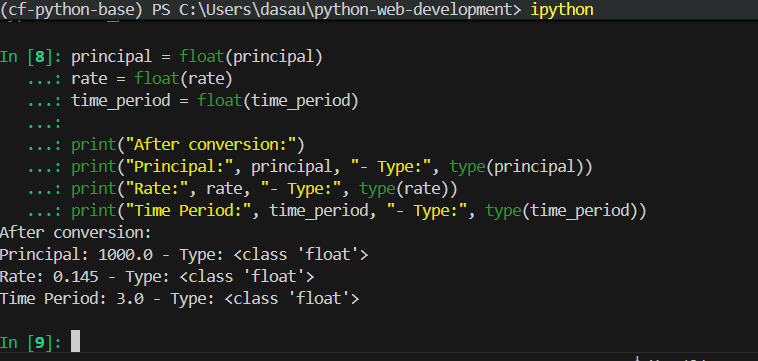 (cf-python-base) PS C:\Users\dasau\python-web-development> ipython
In [8]: principal = float(principal)
   ...: rate = float(rate)
   ...: time_period = float(time_period)
   ...:
   ...: print("After conversion:")
   ...: print("Principal:", principal, "- Type:", type(principal))
   ...: print("Rate:", rate, "- Type:", type(rate))
   ...: print("Time Period:", time_period, "- Type:", type(time_period))
After conversion:
Principal: 1000.0 - Type: <class 'float'>
Rate: 0.145 - Type: <class 'float'>
Time Period: 3.0 - Type: <class 'float'>
In [9]: